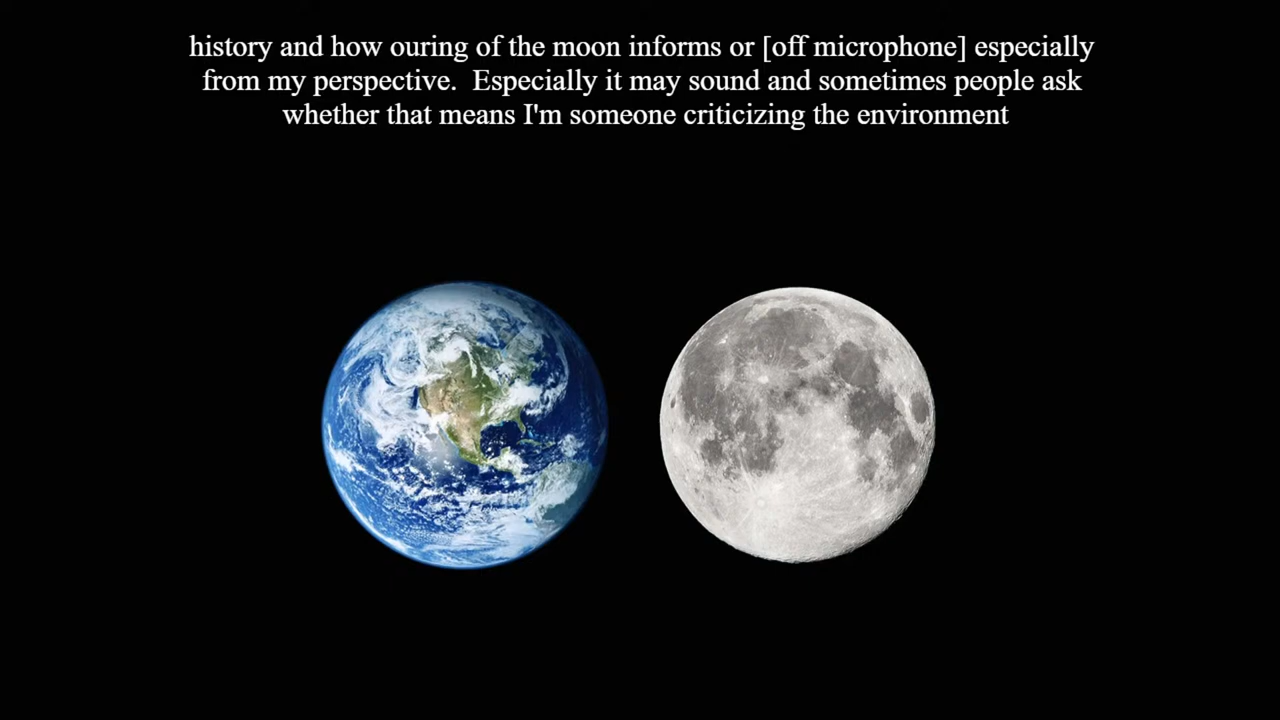 history and how ouring of the moon informs or [off microphone] especially
from my perspective.  Especially it may sound and sometimes people ask
whether that means I'm someone criticizing the environment